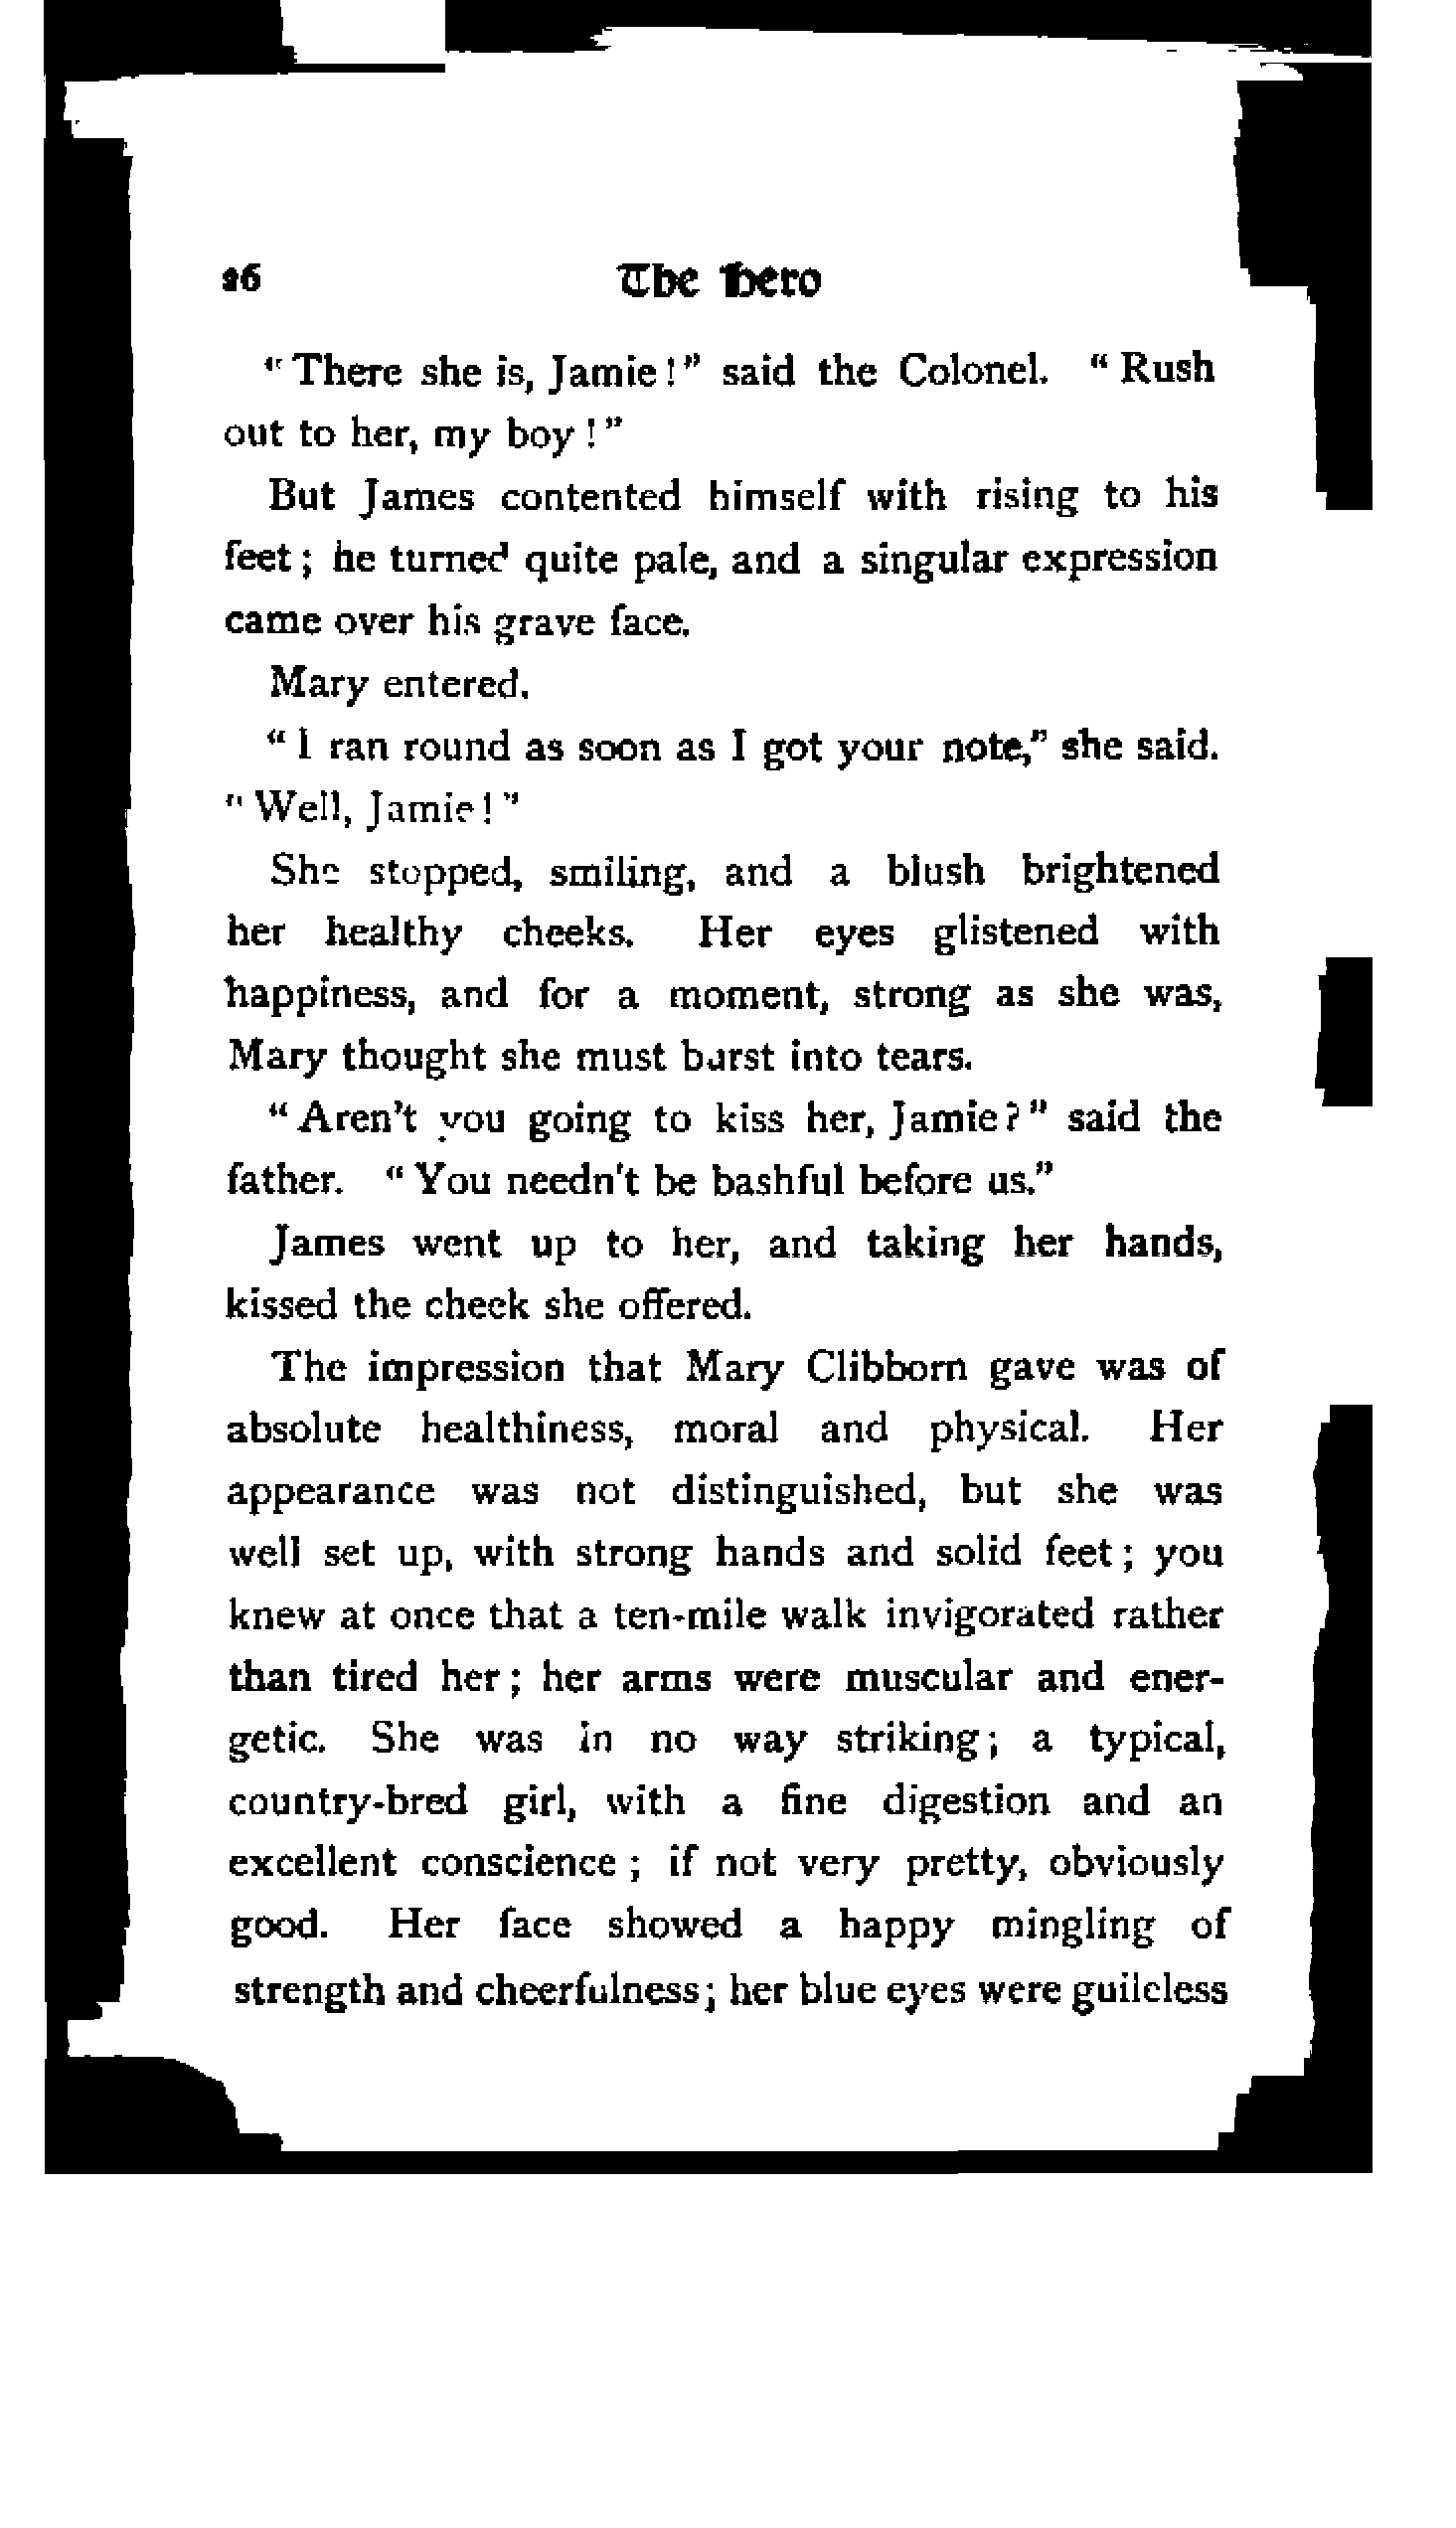 26 The Hero
"There she is, Jamie!" said the Colonel. "Rush
out to her, my boy!"
But James contented himself with rising to his
feet; he turned quite pale, and a singular expression
came over his grave face.
Mary entered.
"I ran round as soon as I got your note," she said.
"Well, Jamie!"
She stopped, smiling, and a blush brightened
her healthy cheeks. Her eyes glistened with
happiness, and for a moment, strong as she was,
Mary thought she must burst into tears.
"Aren't you going to kiss her, Jamie?" said the
father. "You needn't be bashful before us."
James went up to her, and taking her hands,
kissed the cheek she offered.
The impression that Mary Clibborn gave was of
absolute healthiness, moral and physical. Her
appearance was not distinguished, but she was
well set up, with strong hands and solid feet; you
knew at once that a ten-mile walk invigorated rather
than tired her; her arms were muscular and ener-
getic. She was in no way striking; a typical,
country-bred girl, with a fine digestion and an
excellent conscience; if not very pretty, obviously
good. Her face showed a happy mingling of
strength and cheerfulness; her blue eyes were guileless